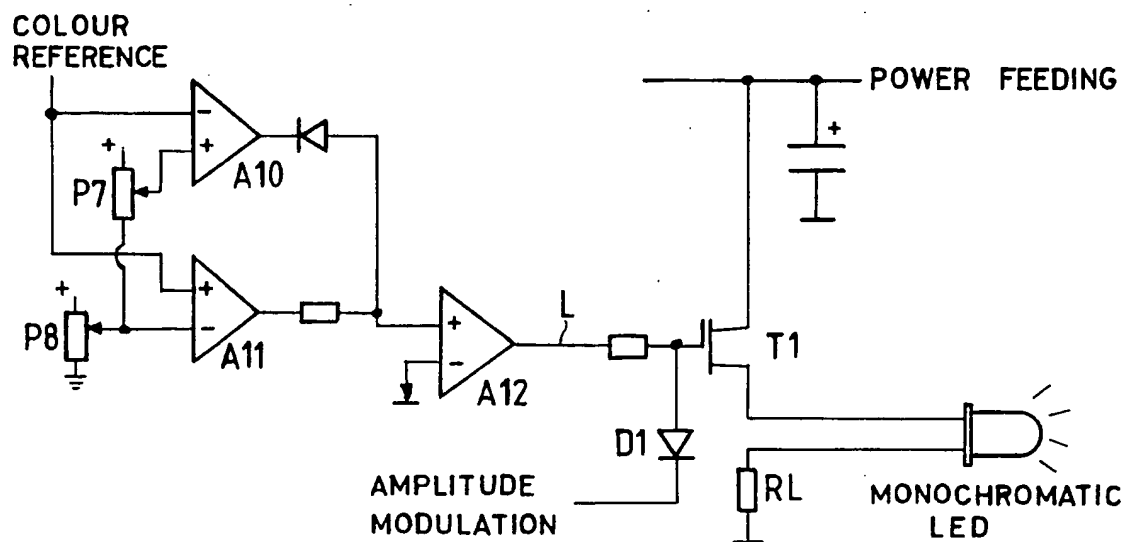 COLOUR
REFERENCE
POWER FEEDING
-
+
A10
+
P7
+
+
-
A11
+
P8
+
-
A12
L
T1
D1
AMPLITUDE
MODULATION
RL
MONOCHROMATIC
LED